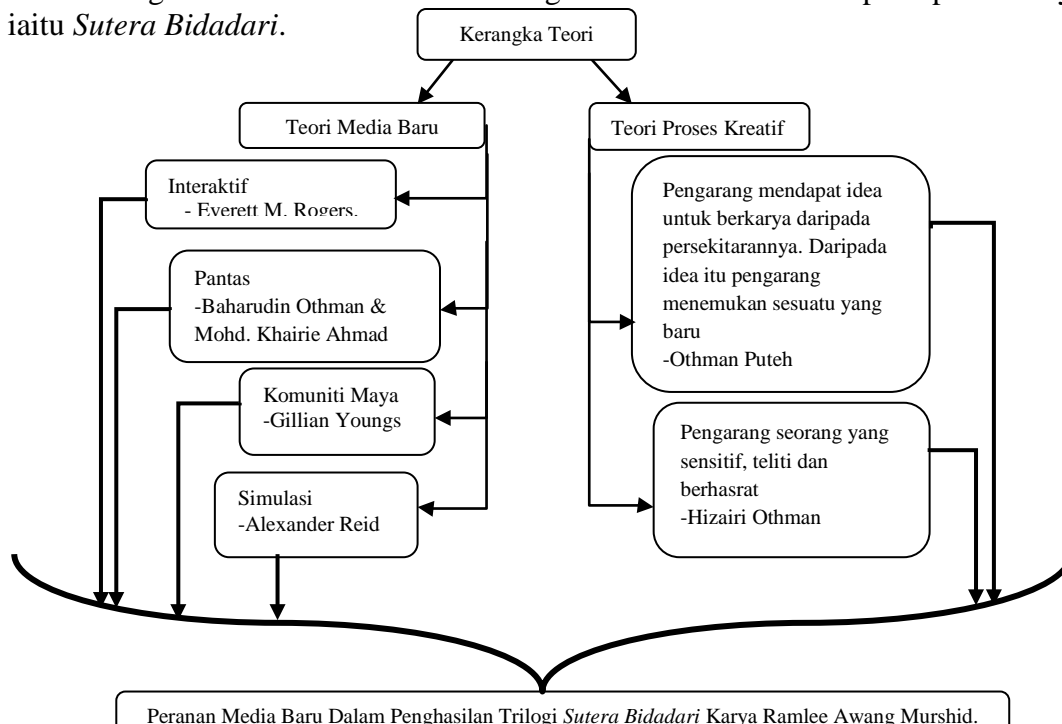 iaitu Sutera Bidadari.
Kerangka Teori
Teori Media Baru
Interaktif
- Everett M. Rogers.
Pantas
-Baharudin Othman &
Mohd. Khairie Ahmad
Komuniti Maya
-Gillian Youngs
Simulasi
-Alexander Reid
Teori Proses Kreatif
Pengarang mendapat idea
untuk berkarya daripada
persekitarannya. Daripada
idea itu pengarang
menemukan sesuatu yang
baru
-Othman Puteh
Pengarang seorang yang
sensitif, teliti dan
berhasrat
-Hizairi Othman
Peranan Media Baru Dalam Penghasilan Trilogi Sutera Bidadari Karya Ramlee Awang Murshid.